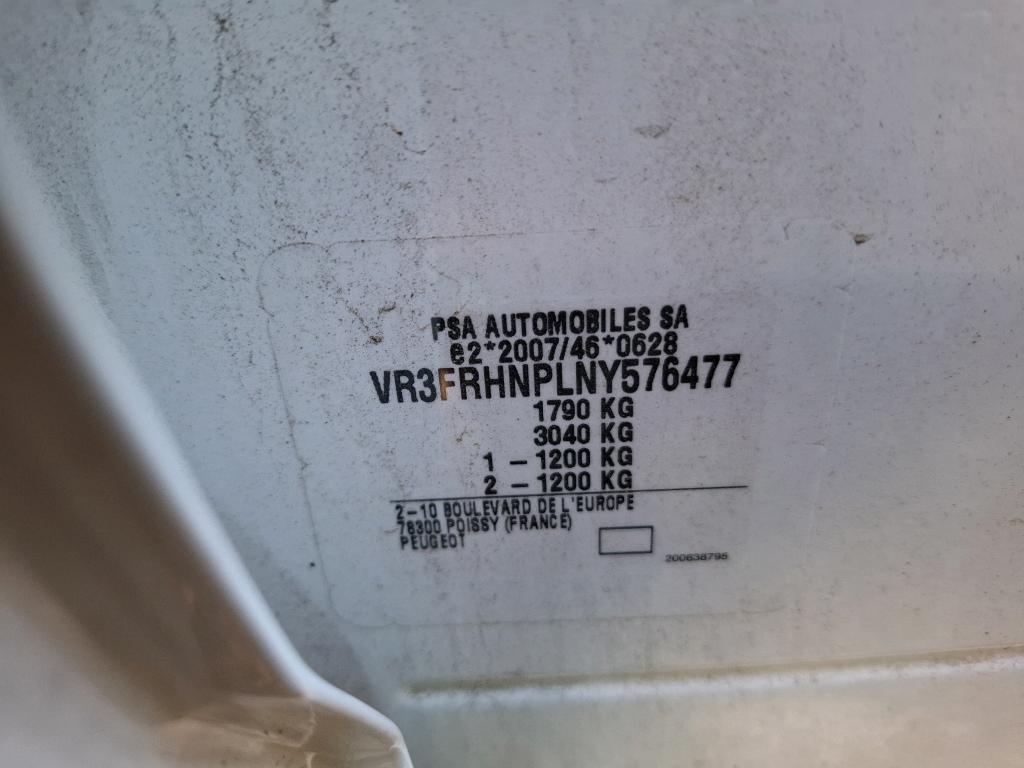 PSA AUTOMOBILES SA
e2*2007/46*0628
VR3FRHNPLNY576477
1790 KG
3040 KG
1 - 1200 KG
2 - 1200 KG
2-10 BOULEVARD DE L'EUROPE
78300 POISSY (FRANCE)
PEUGEOT
200638795